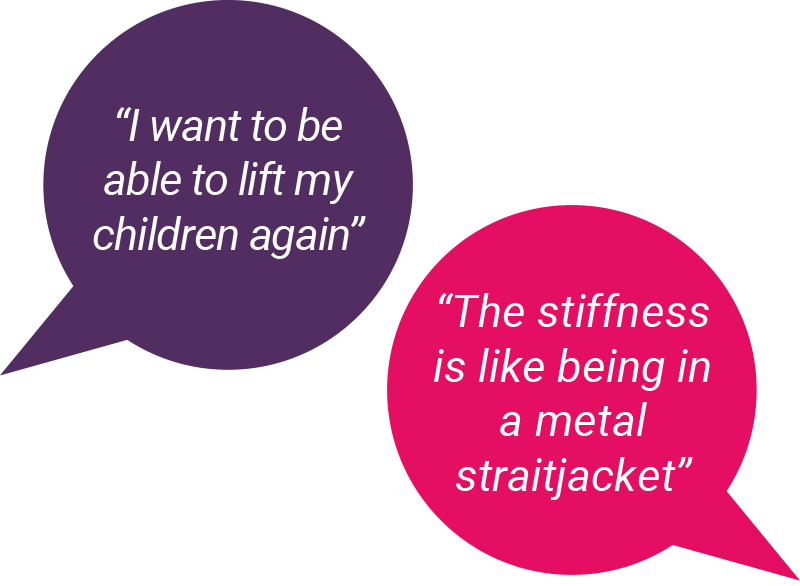 “I want to be
able to lift my
children again”
“The stiffness
is like being in
a metal
straitjacket”